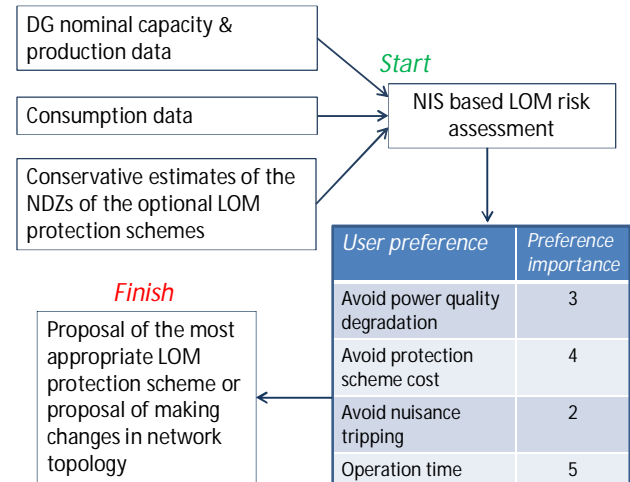 DG nominal capacity &
production data
Start
Consumption data
NIS based LOM risk
assessment
Conservative estimates of the
NDZs of the optional LOM
protection schemes
User preference
Preference
importance
Avoid power quality
degradation
3
Avoid protection
scheme cost
4
Avoid nuisance
tripping
2
Operation time
5
Finish
Proposal of the most
appropriate LOM
protection scheme or
proposal of making
changes in network
topology